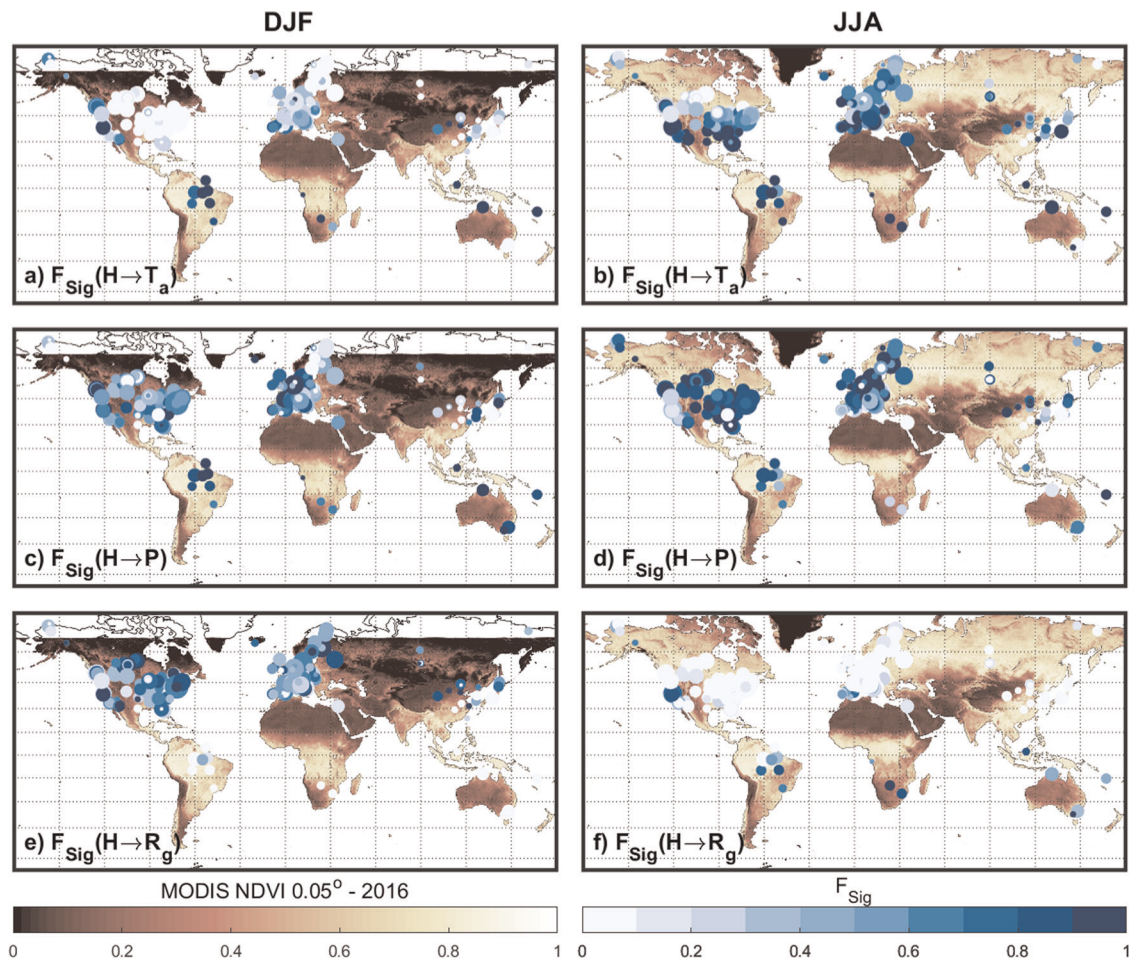 DJF JJA
a) F_Sig(H→T_a) b) F_Sig(H→T_a)
c) F_Sig(H→P) d) F_Sig(H→P)
e) F_Sig(H→R_g) f) F_Sig(H→R_g)
MODIS NDVI 0.05° - 2016 F_Sig
0 0.2 0.4 0.6 0.8 1 0 0.2 0.4 0.6 0.8 1